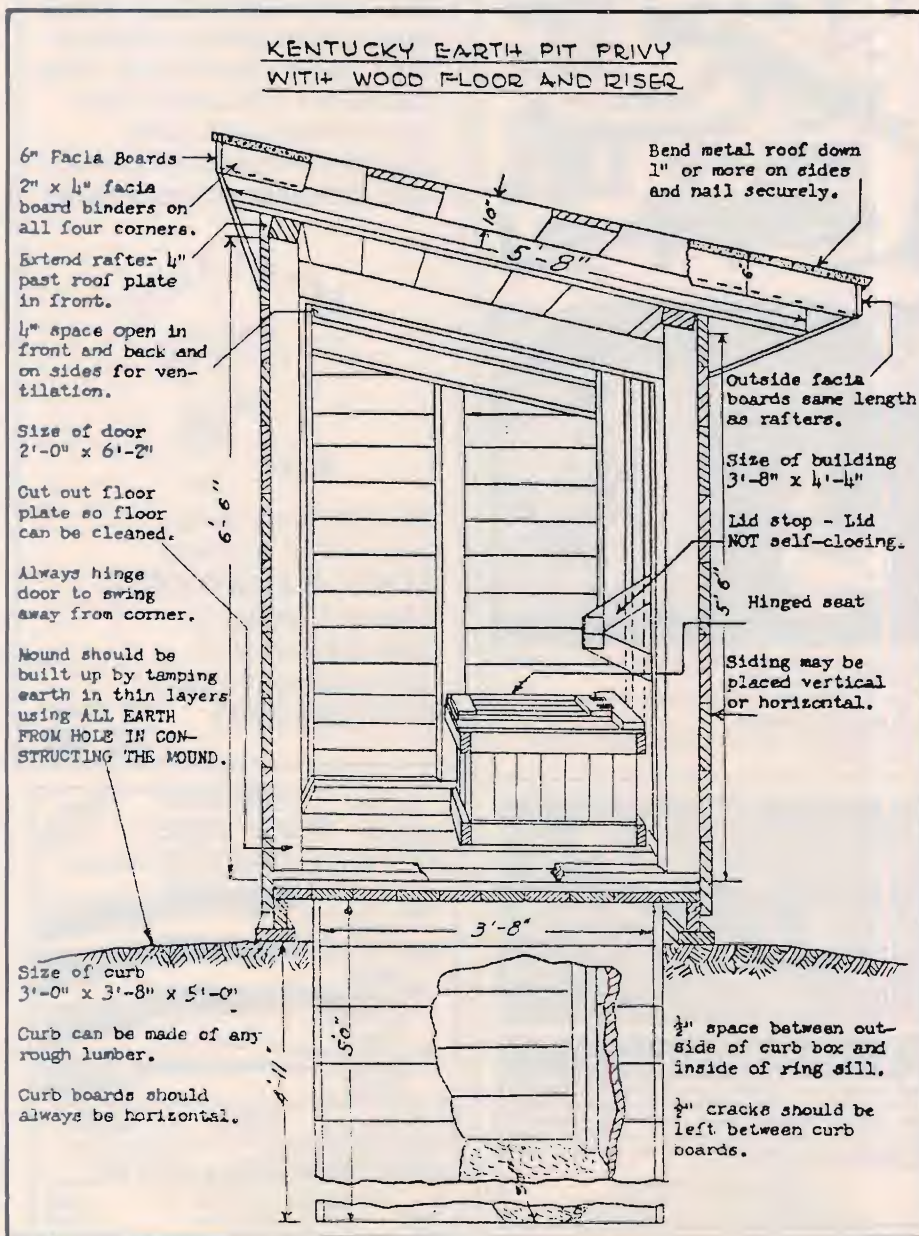 KENTUCKY EARTH PIT PRIVY
WITH WOOD FLOOR AND RISER
6" Facia Boards
2" x 4" facia
board binders on
all four corners.
Extend rafter 4"
past roof plate
in front.
4" space open in
front and back and
on sides for ven-
tilation.
Size of door
2'-0" x 6'-2"
Cut out floor
plate so floor
can be cleaned.
Always hinge
door to swing
away from corner.
Mound should be
built up by tamping
earth in thin layers
using ALL EARTH
FROM HOLE IN CON-
STRUCTING THE MOUND.
Size of curb
3'-0" x 3'-8" x 5'-0"
Curb can be made of any
rough lumber.
Curb boards should
always be horizontal.
Bend metal roof down
1" or more on sides
and nail securely.
Outside facia
boards same length
as rafters.
Size of building
3'-8" x 4'-4"
Lid stop - Lid
NOT self-closing.
Hinged seat
Siding may be
placed vertical
or horizontal.
½" space between out-
side of curb box and
inside of ring sill.
½" cracks should be
left between curb
boards.
10"
5'-8"
6"
6'-6"
5'-6"
3'-8"
5'0"
4'-11"